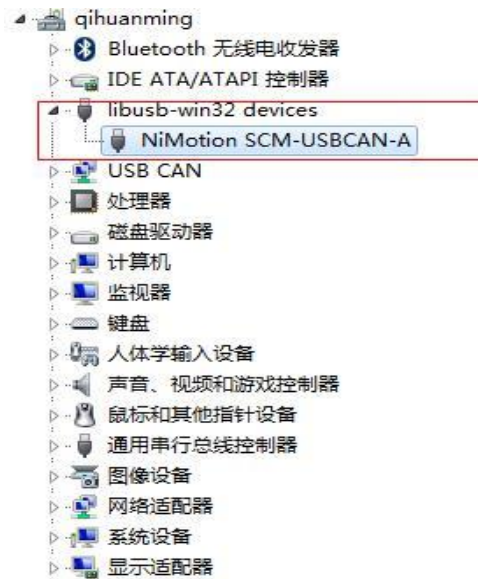 qihuanming
Bluetooth 无线电收发器
IDE ATA/ATAPI 控制器
libusb-win32 devices
NiMotion SCM-USBCAN-A
USB CAN
处理器
磁盘驱动器
计算机
监视器
键盘
人体学输入设备
声音、视频和游戏控制器
鼠标和其他指针设备
通用串行总线控制器
图像设备
网络适配器
系统设备
显示适配器